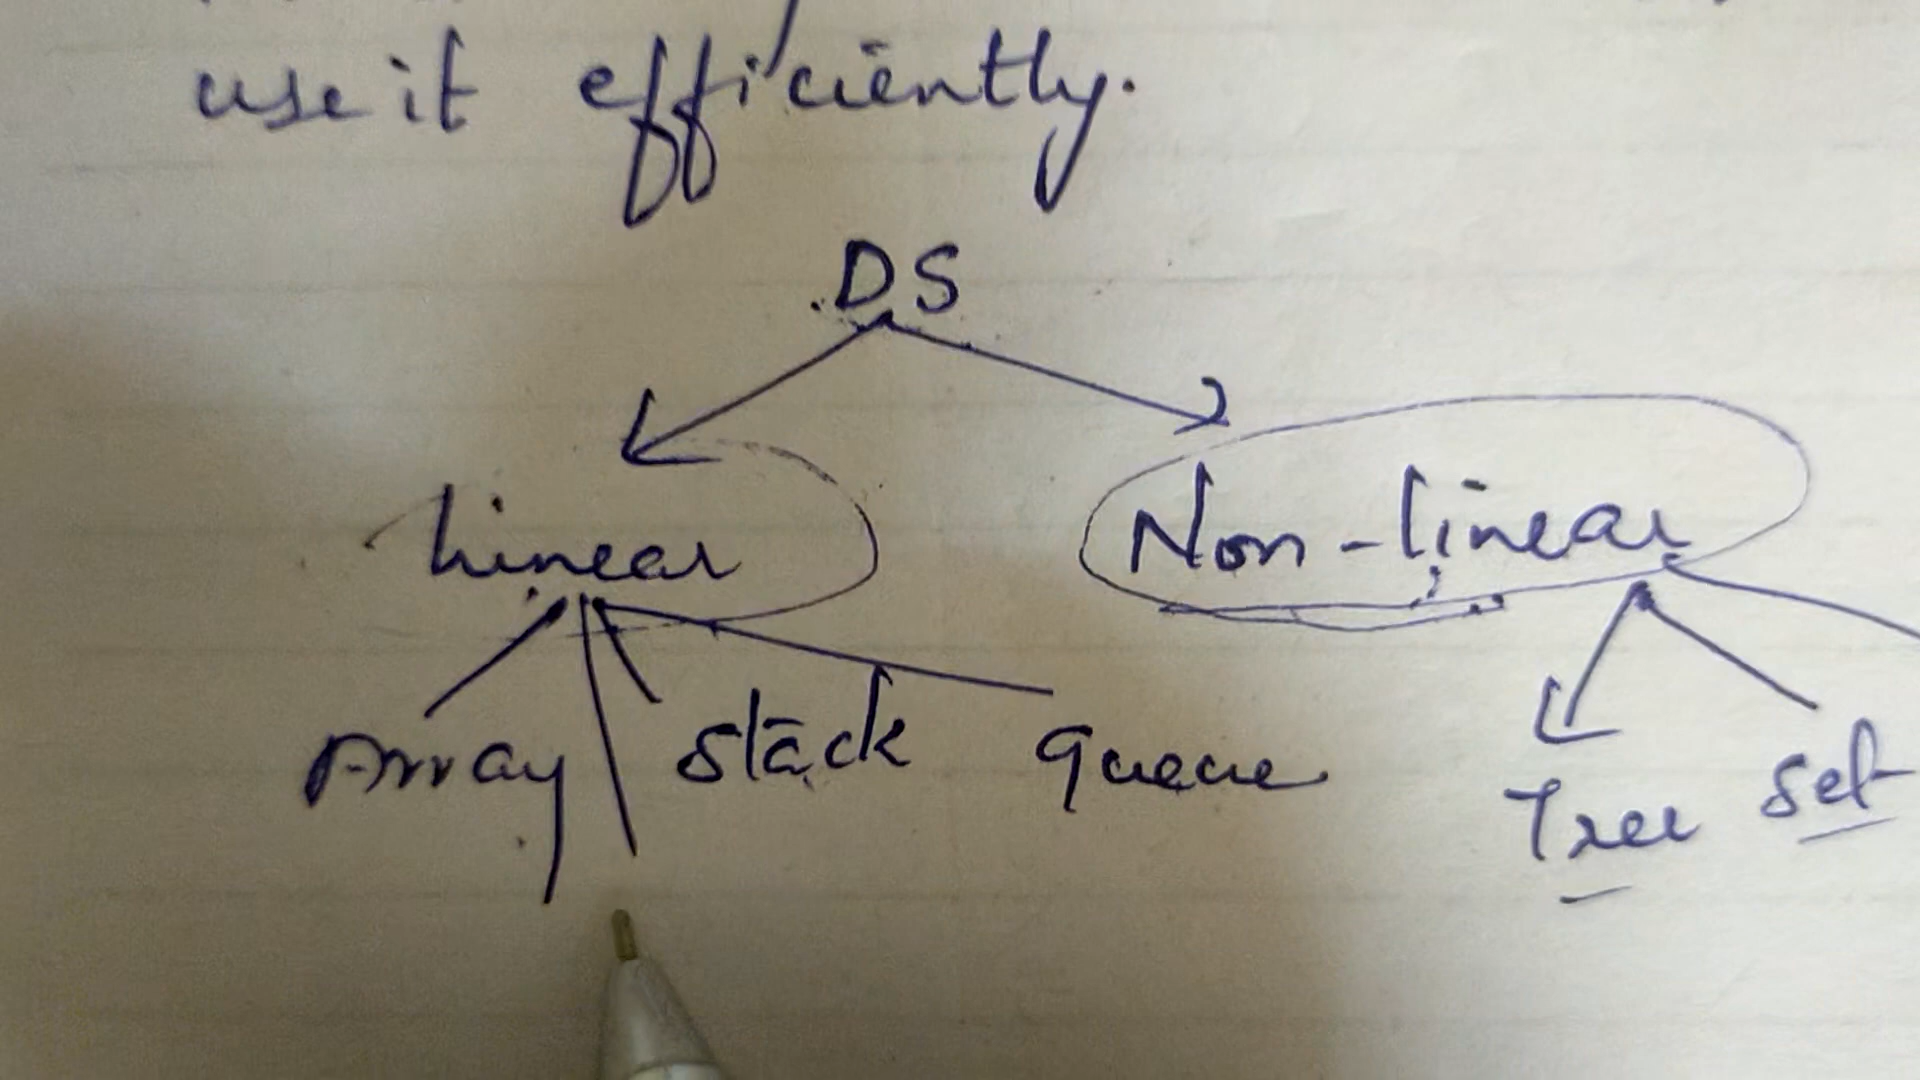 use it efficiently.
DS
Linear Non-linear
Array stack queue
Tree set